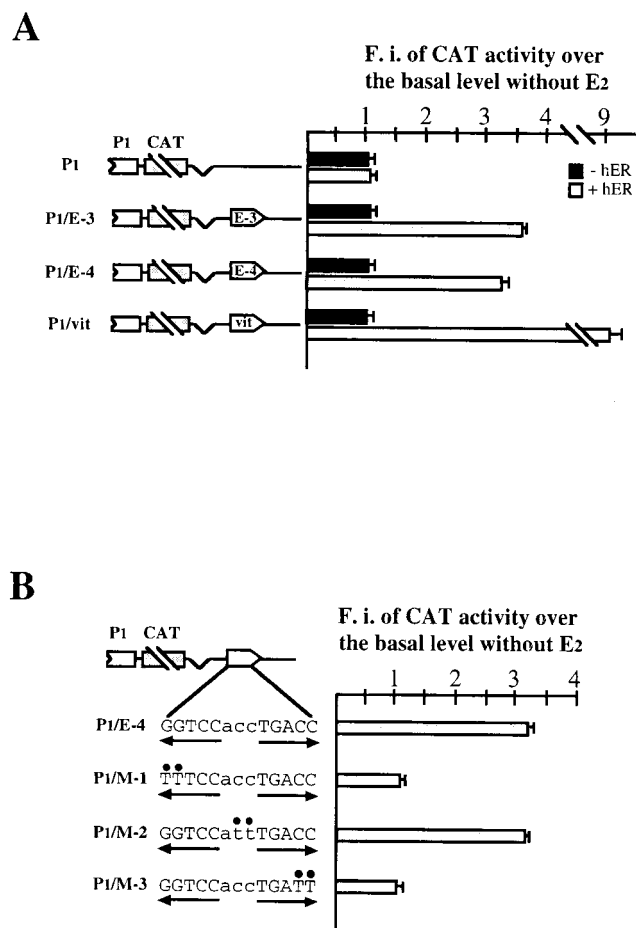 A
F. i. of CAT activity over
the basal level without E2
1 2 3 4 9
P1 CAT
- hER
+ hER
P1
P1/E-3 E-3
P1/E-4 E-4
P1/vit vit
B
F. i. of CAT activity over
the basal level without E2
P1 CAT
1 2 3 4
P1/E-4 GGTCCaccTGACC
P1/M-1 TTTCCaccTGACC
P1/M-2 GGTCCattTGACC
P1/M-3 GGTCCaccTGATT